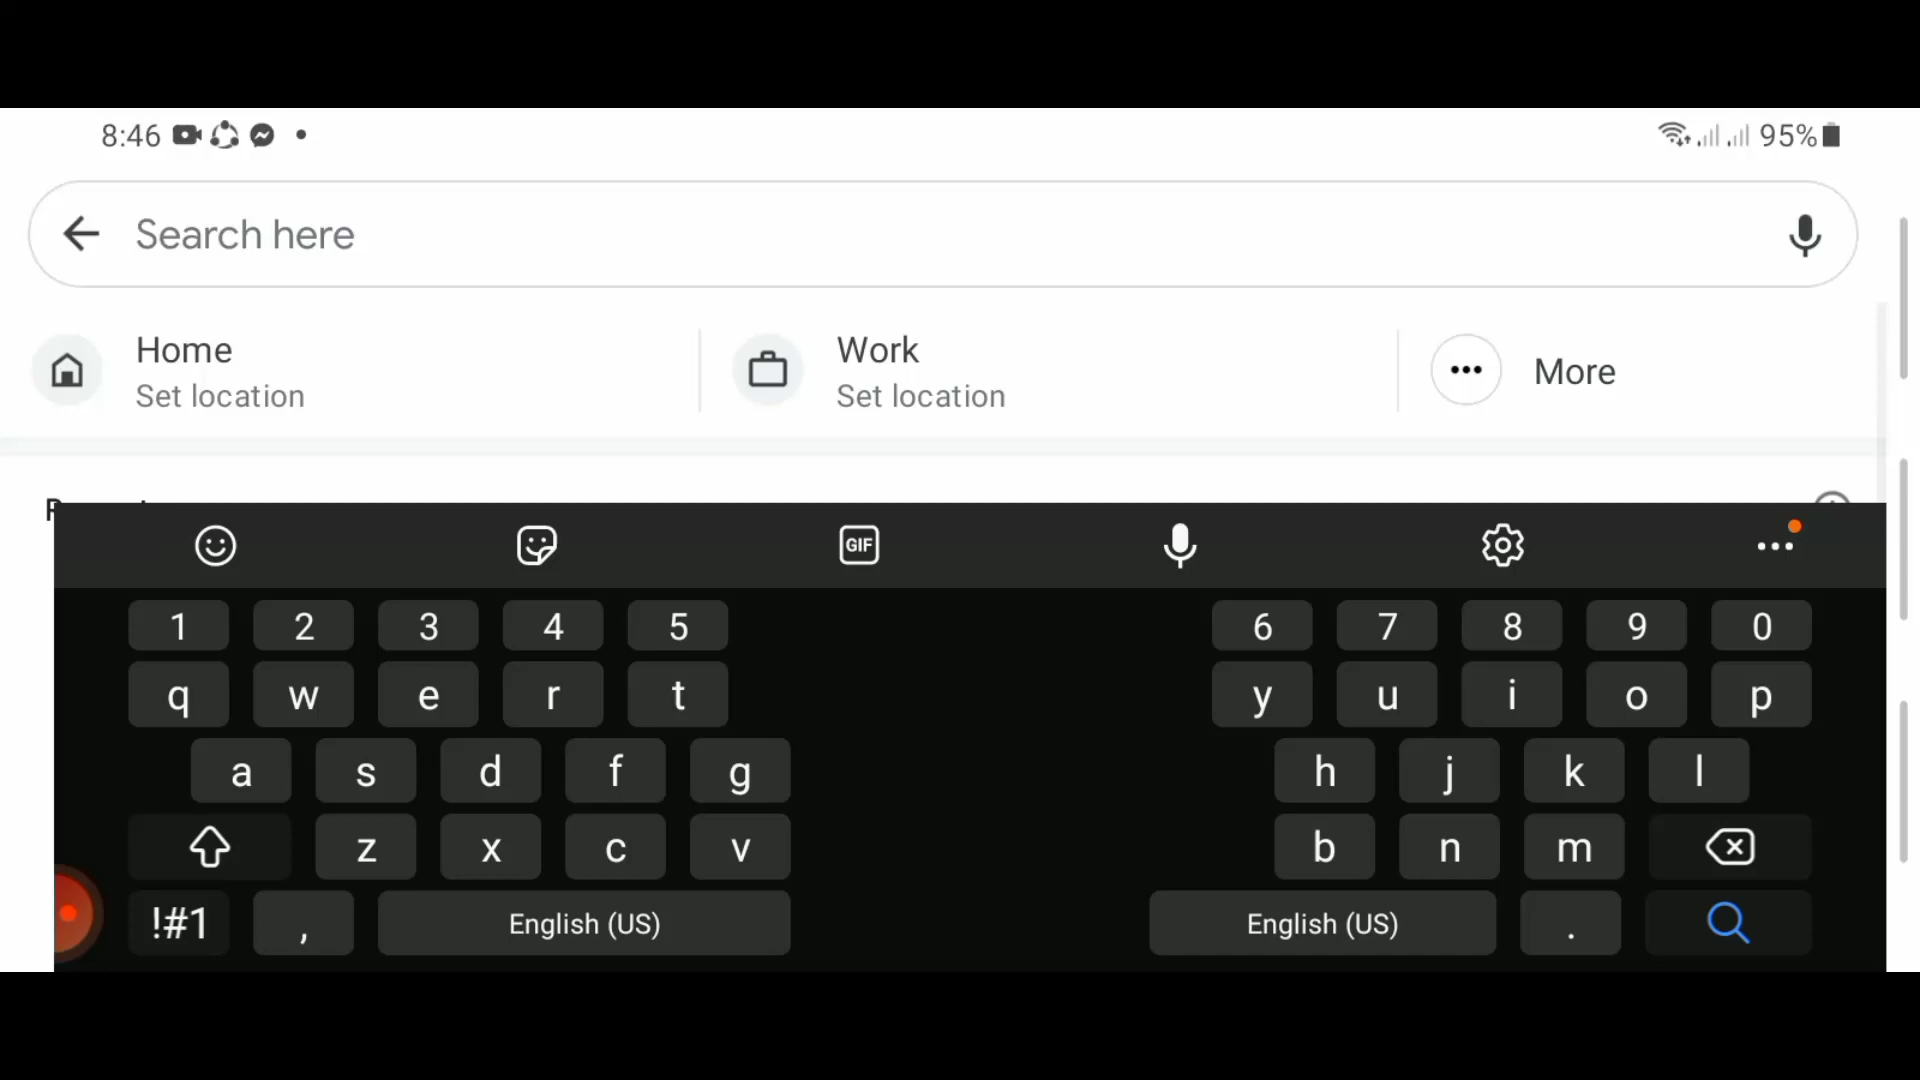 8:46 95%
Search here
Home Work More
Set location Set location
GIF
1 2 3 4 5 6 7 8 9 0
q w e r t y u i o p
a s d f g h j k l
z x c v b n m
!#1 , English (US) English (US) .